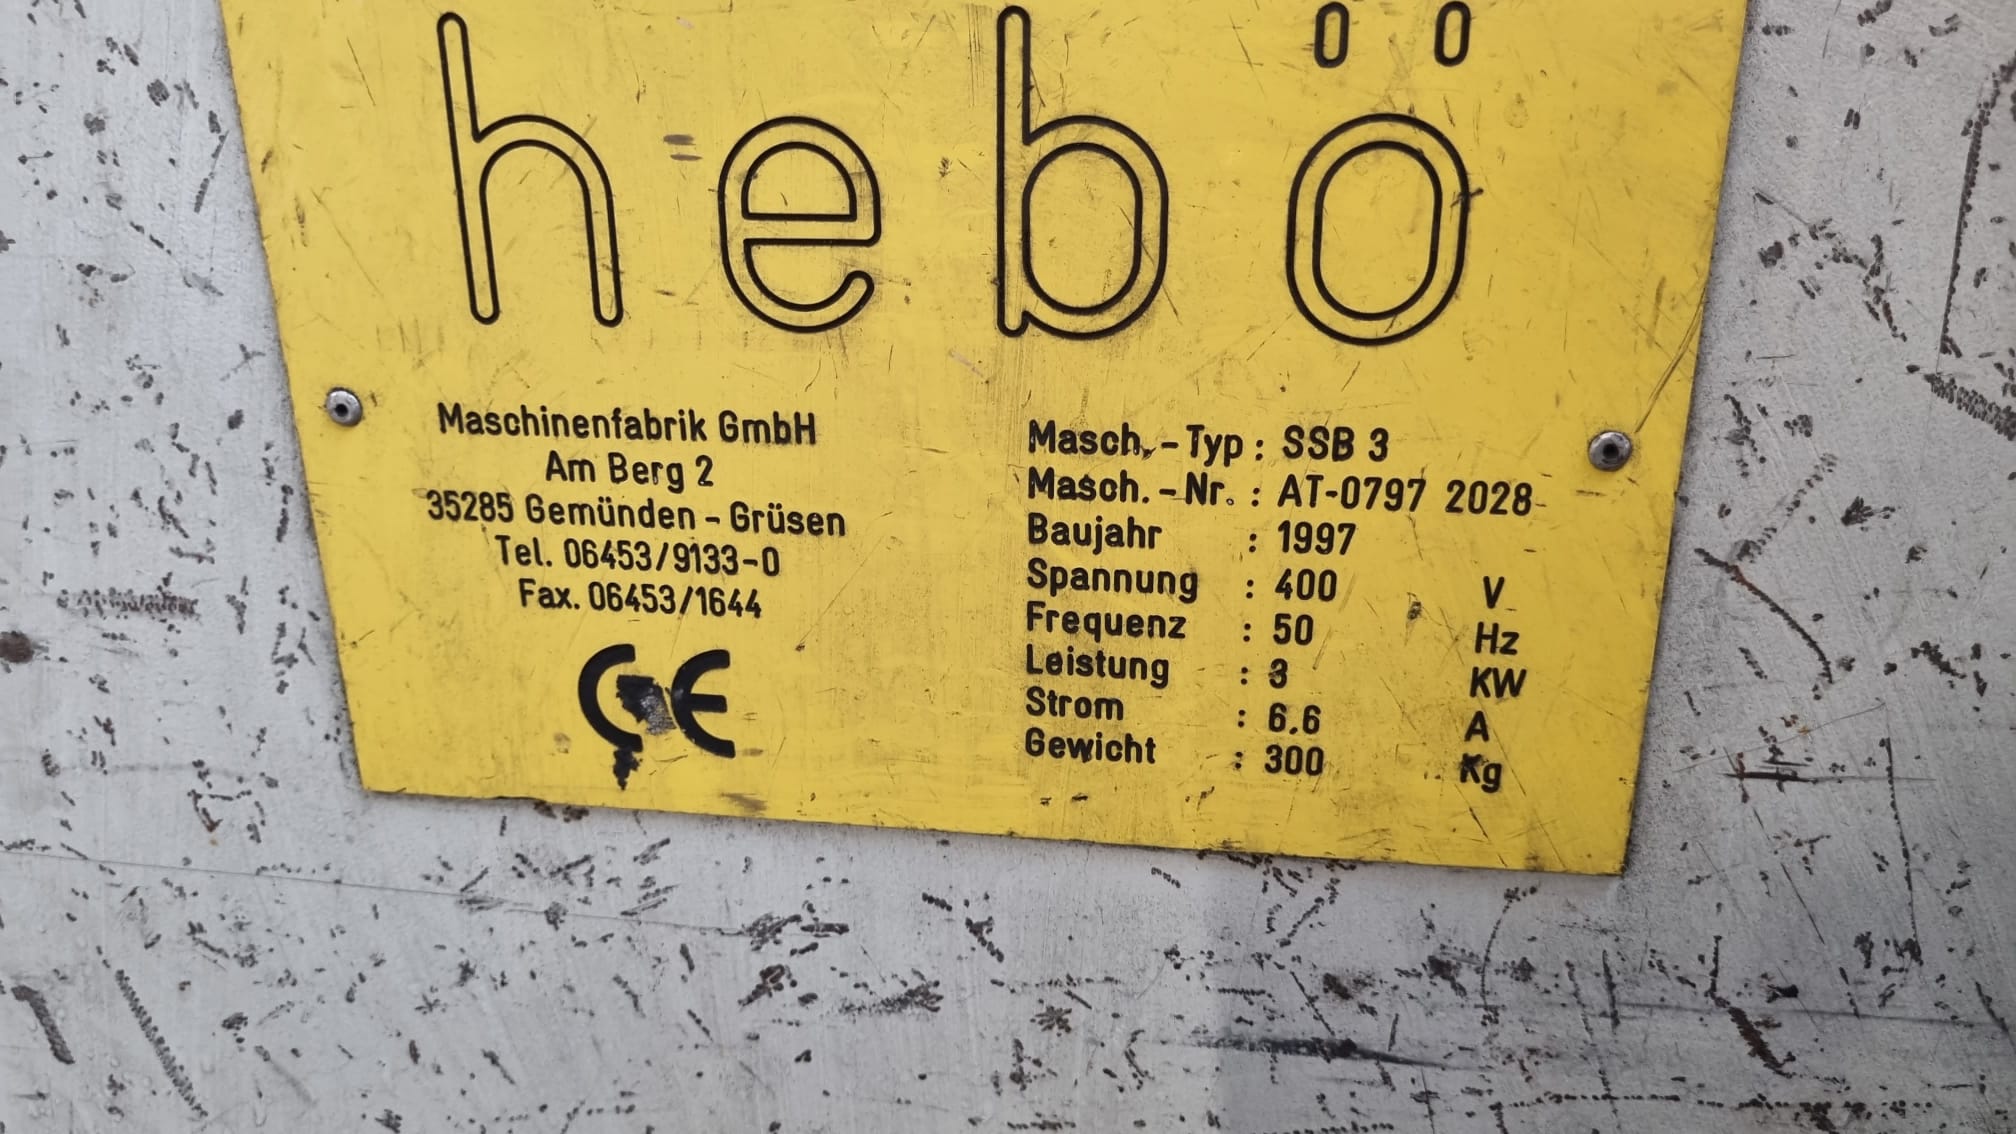 hebö
Maschinenfabrik GmbH
Am Berg 2
35285 Gemünden - Grüsen
Tel. 06453/9133-0
Fax. 06453/1644
CE
Masch. - Typ : SSB 3
Masch. - Nr. : AT-0797 2028
Baujahr : 1997
Spannung : 400 V
Frequenz : 50 Hz
Leistung : 3 KW
Strom : 6.6 A
Gewicht : 300 Kg